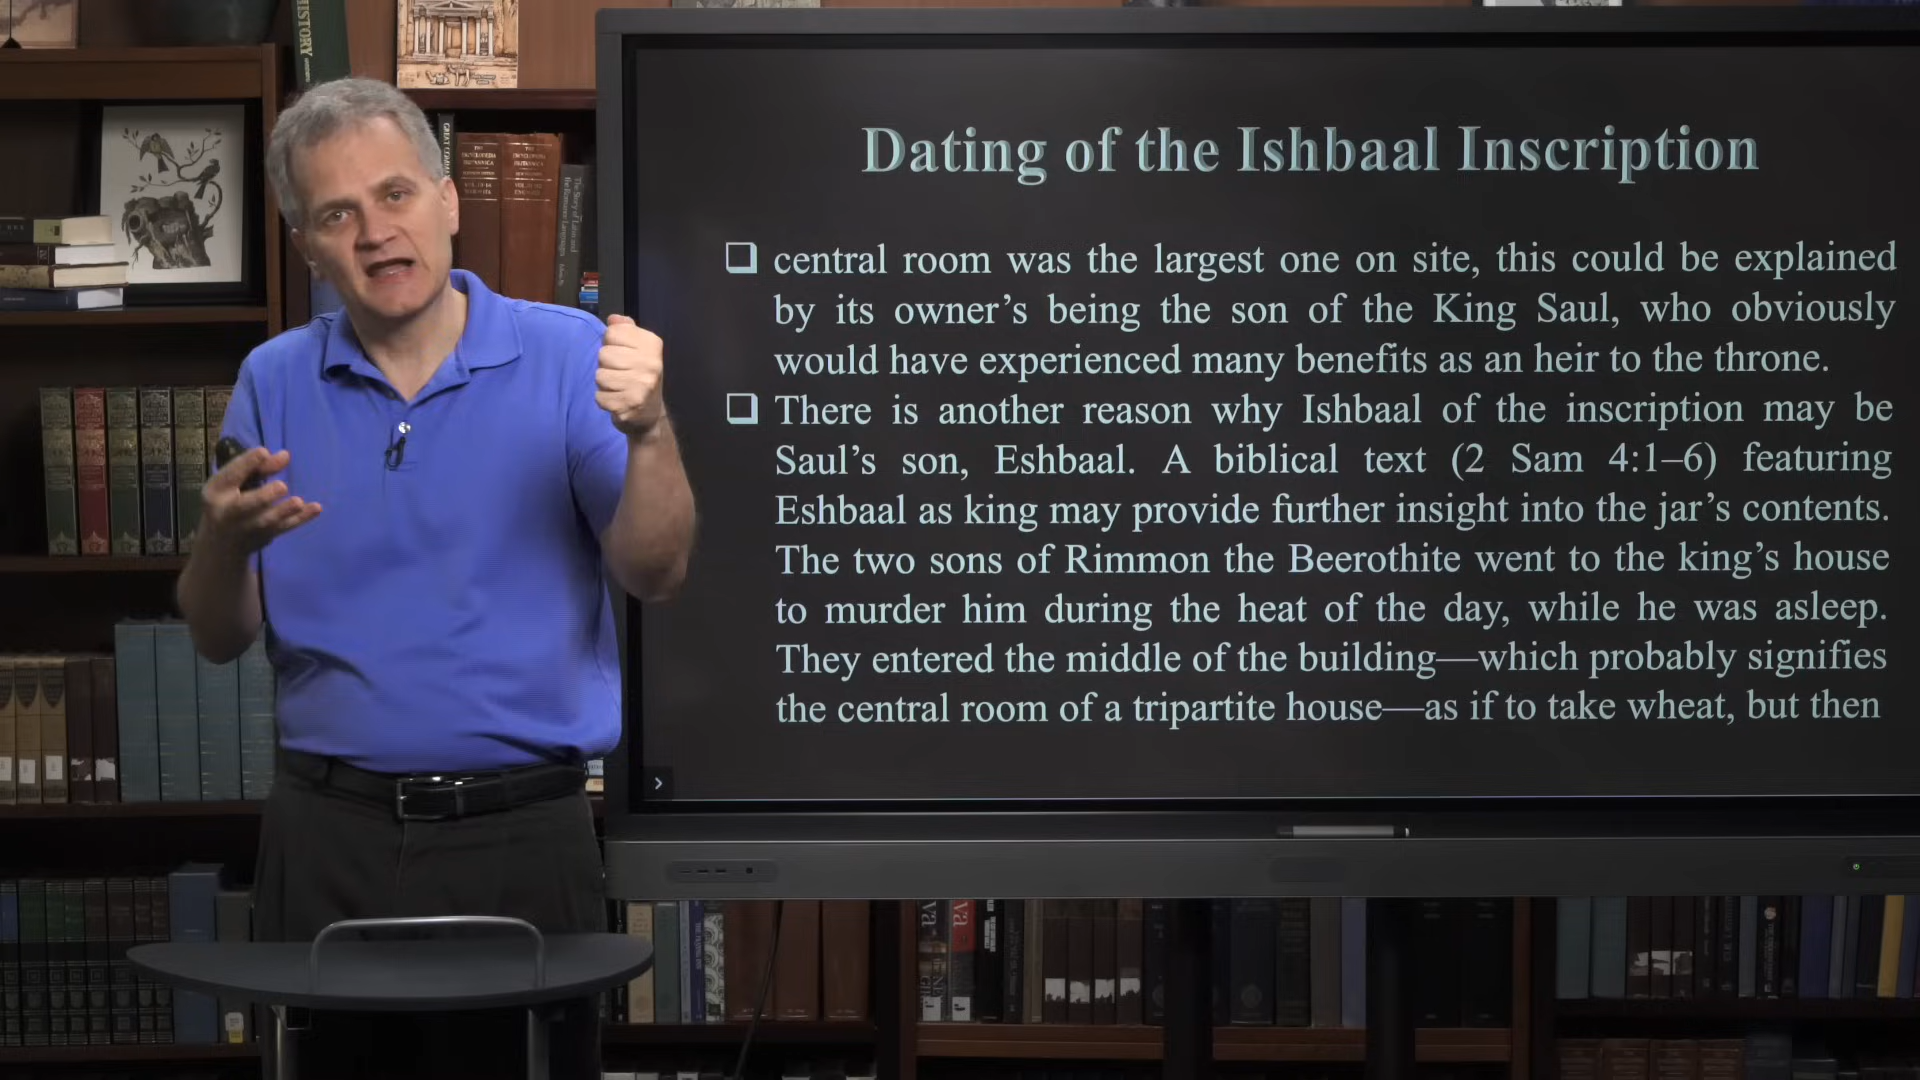 HISTORY
Dating of the Ishbaal Inscription
❑ central room was the largest one on site, this could be explained
by its owner’s being the son of the King Saul, who obviously
would have experienced many benefits as an heir to the throne.
❑ There is another reason why Ishbaal of the inscription may be
Saul’s son, Eshbaal. A biblical text (2 Sam 4:1–6) featuring
Eshbaal as king may provide further insight into the jar’s contents.
The two sons of Rimmon the Beerothite went to the king’s house
to murder him during the heat of the day, while he was asleep.
They entered the middle of the building—which probably signifies
the central room of a tripartite house—as if to take wheat, but then